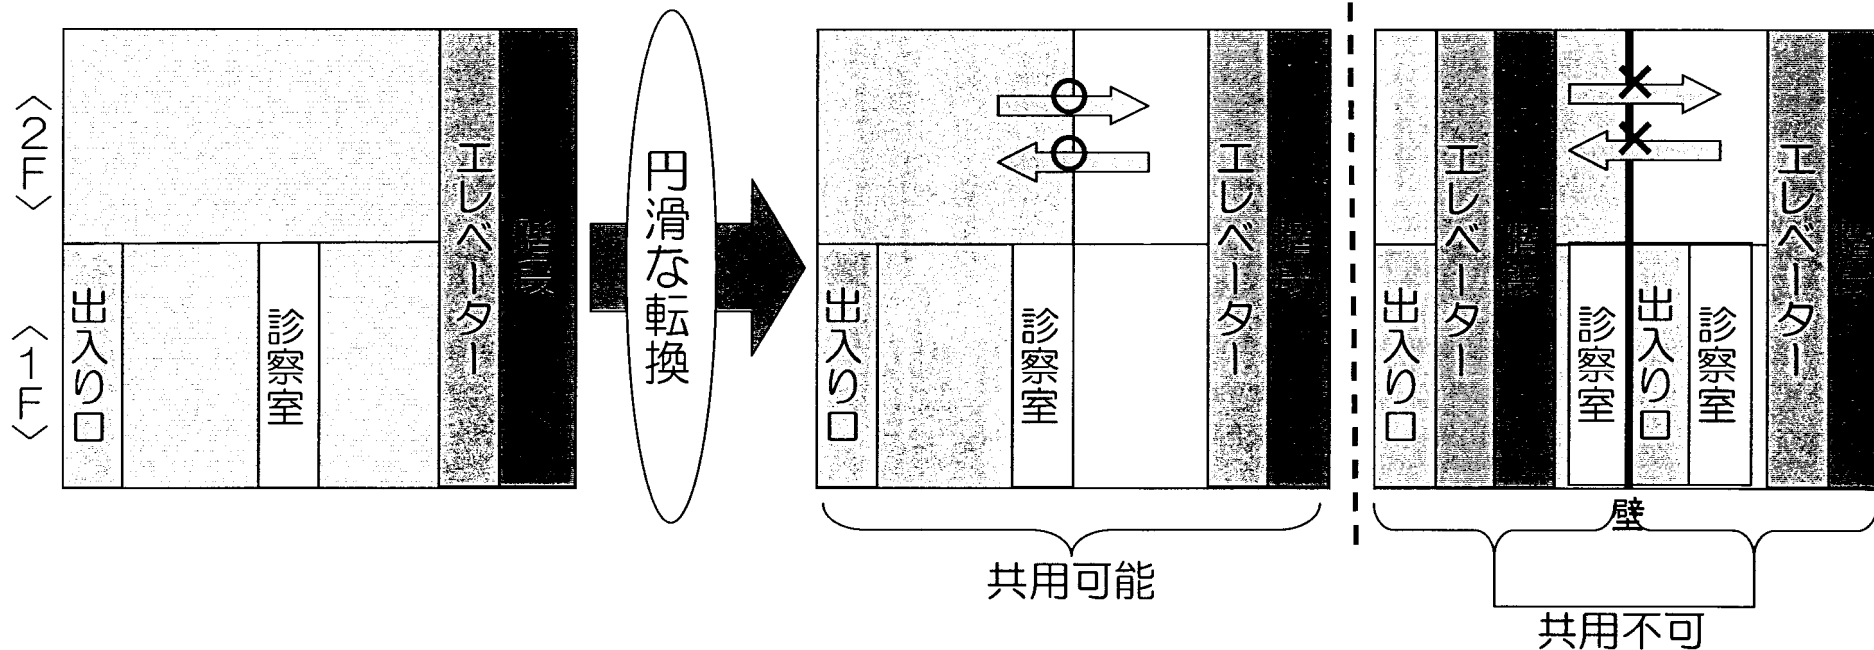 〈2F〉
〈1F〉
出入り口
診察室
エレベーター
円滑な転換
出入り口
診察室
エレベーター
共用可能
出入り口
エレベーター
診察室
出入り口
診察室
エレベーター
壁
共用不可